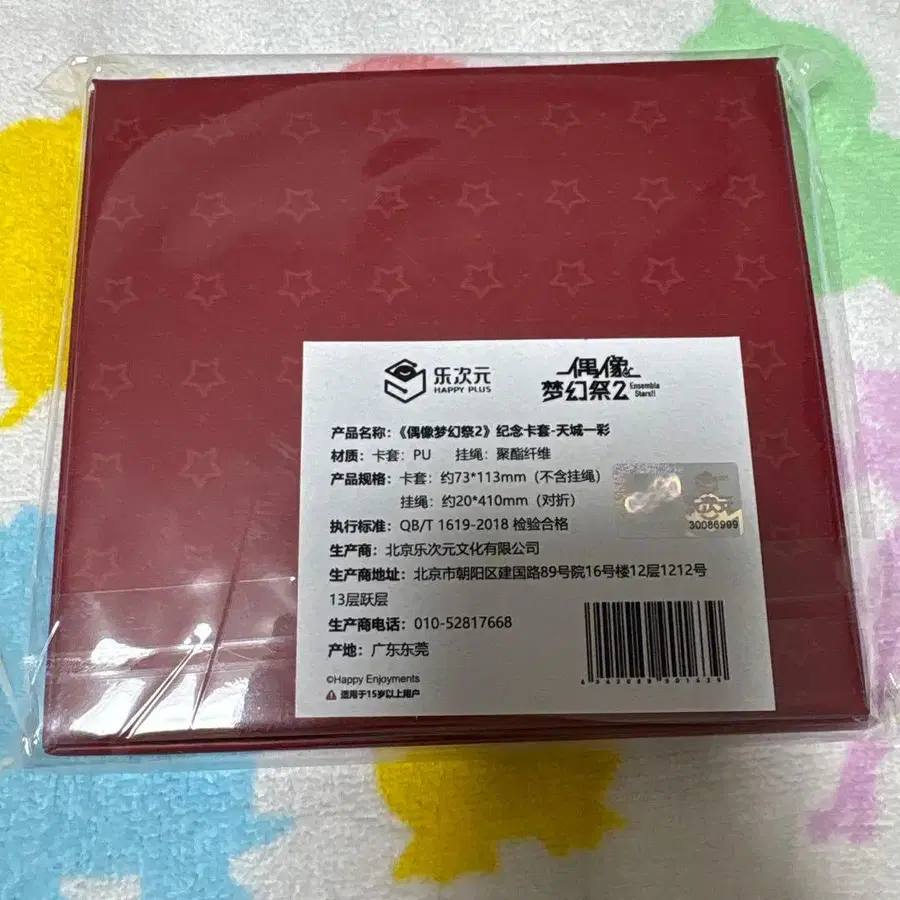 乐次元
HAPPY PLUS
偶像
梦幻祭2
Ensemble
Stars!!
产品名称：《偶像梦幻祭2》纪念卡套-天城一彩
材质：卡套：PU 挂绳：聚酯纤维
产品规格：卡套：约73*113mm（不含挂绳）
挂绳：约20*410mm（对折）
执行标准：QB/T 1619-2018 检验合格
30086999
生产商：北京乐次元文化有限公司
生产商地址：北京市朝阳区建国路89号院16号楼12层1212号
13层跃层
生产商电话：010-52817668
产地：广东东莞
©Happy Enjoyments
适用于15岁以上用户